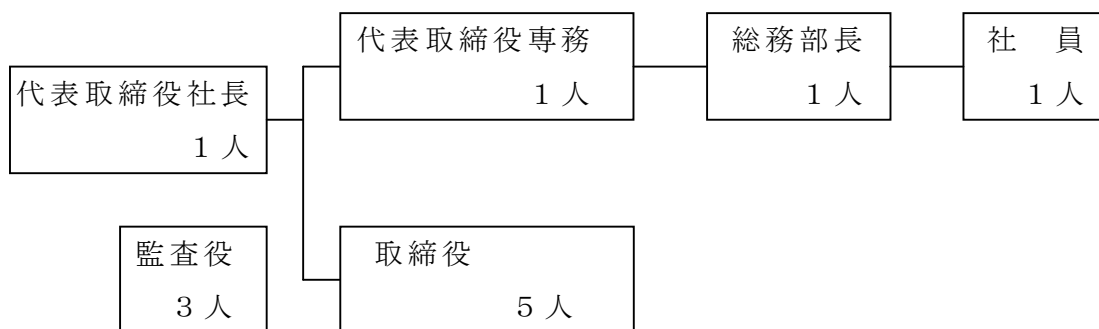 代表取締役社長
１人
代表取締役専務
１人
総務部長
１人
社　員
１人
監査役
３人
取締役
５人